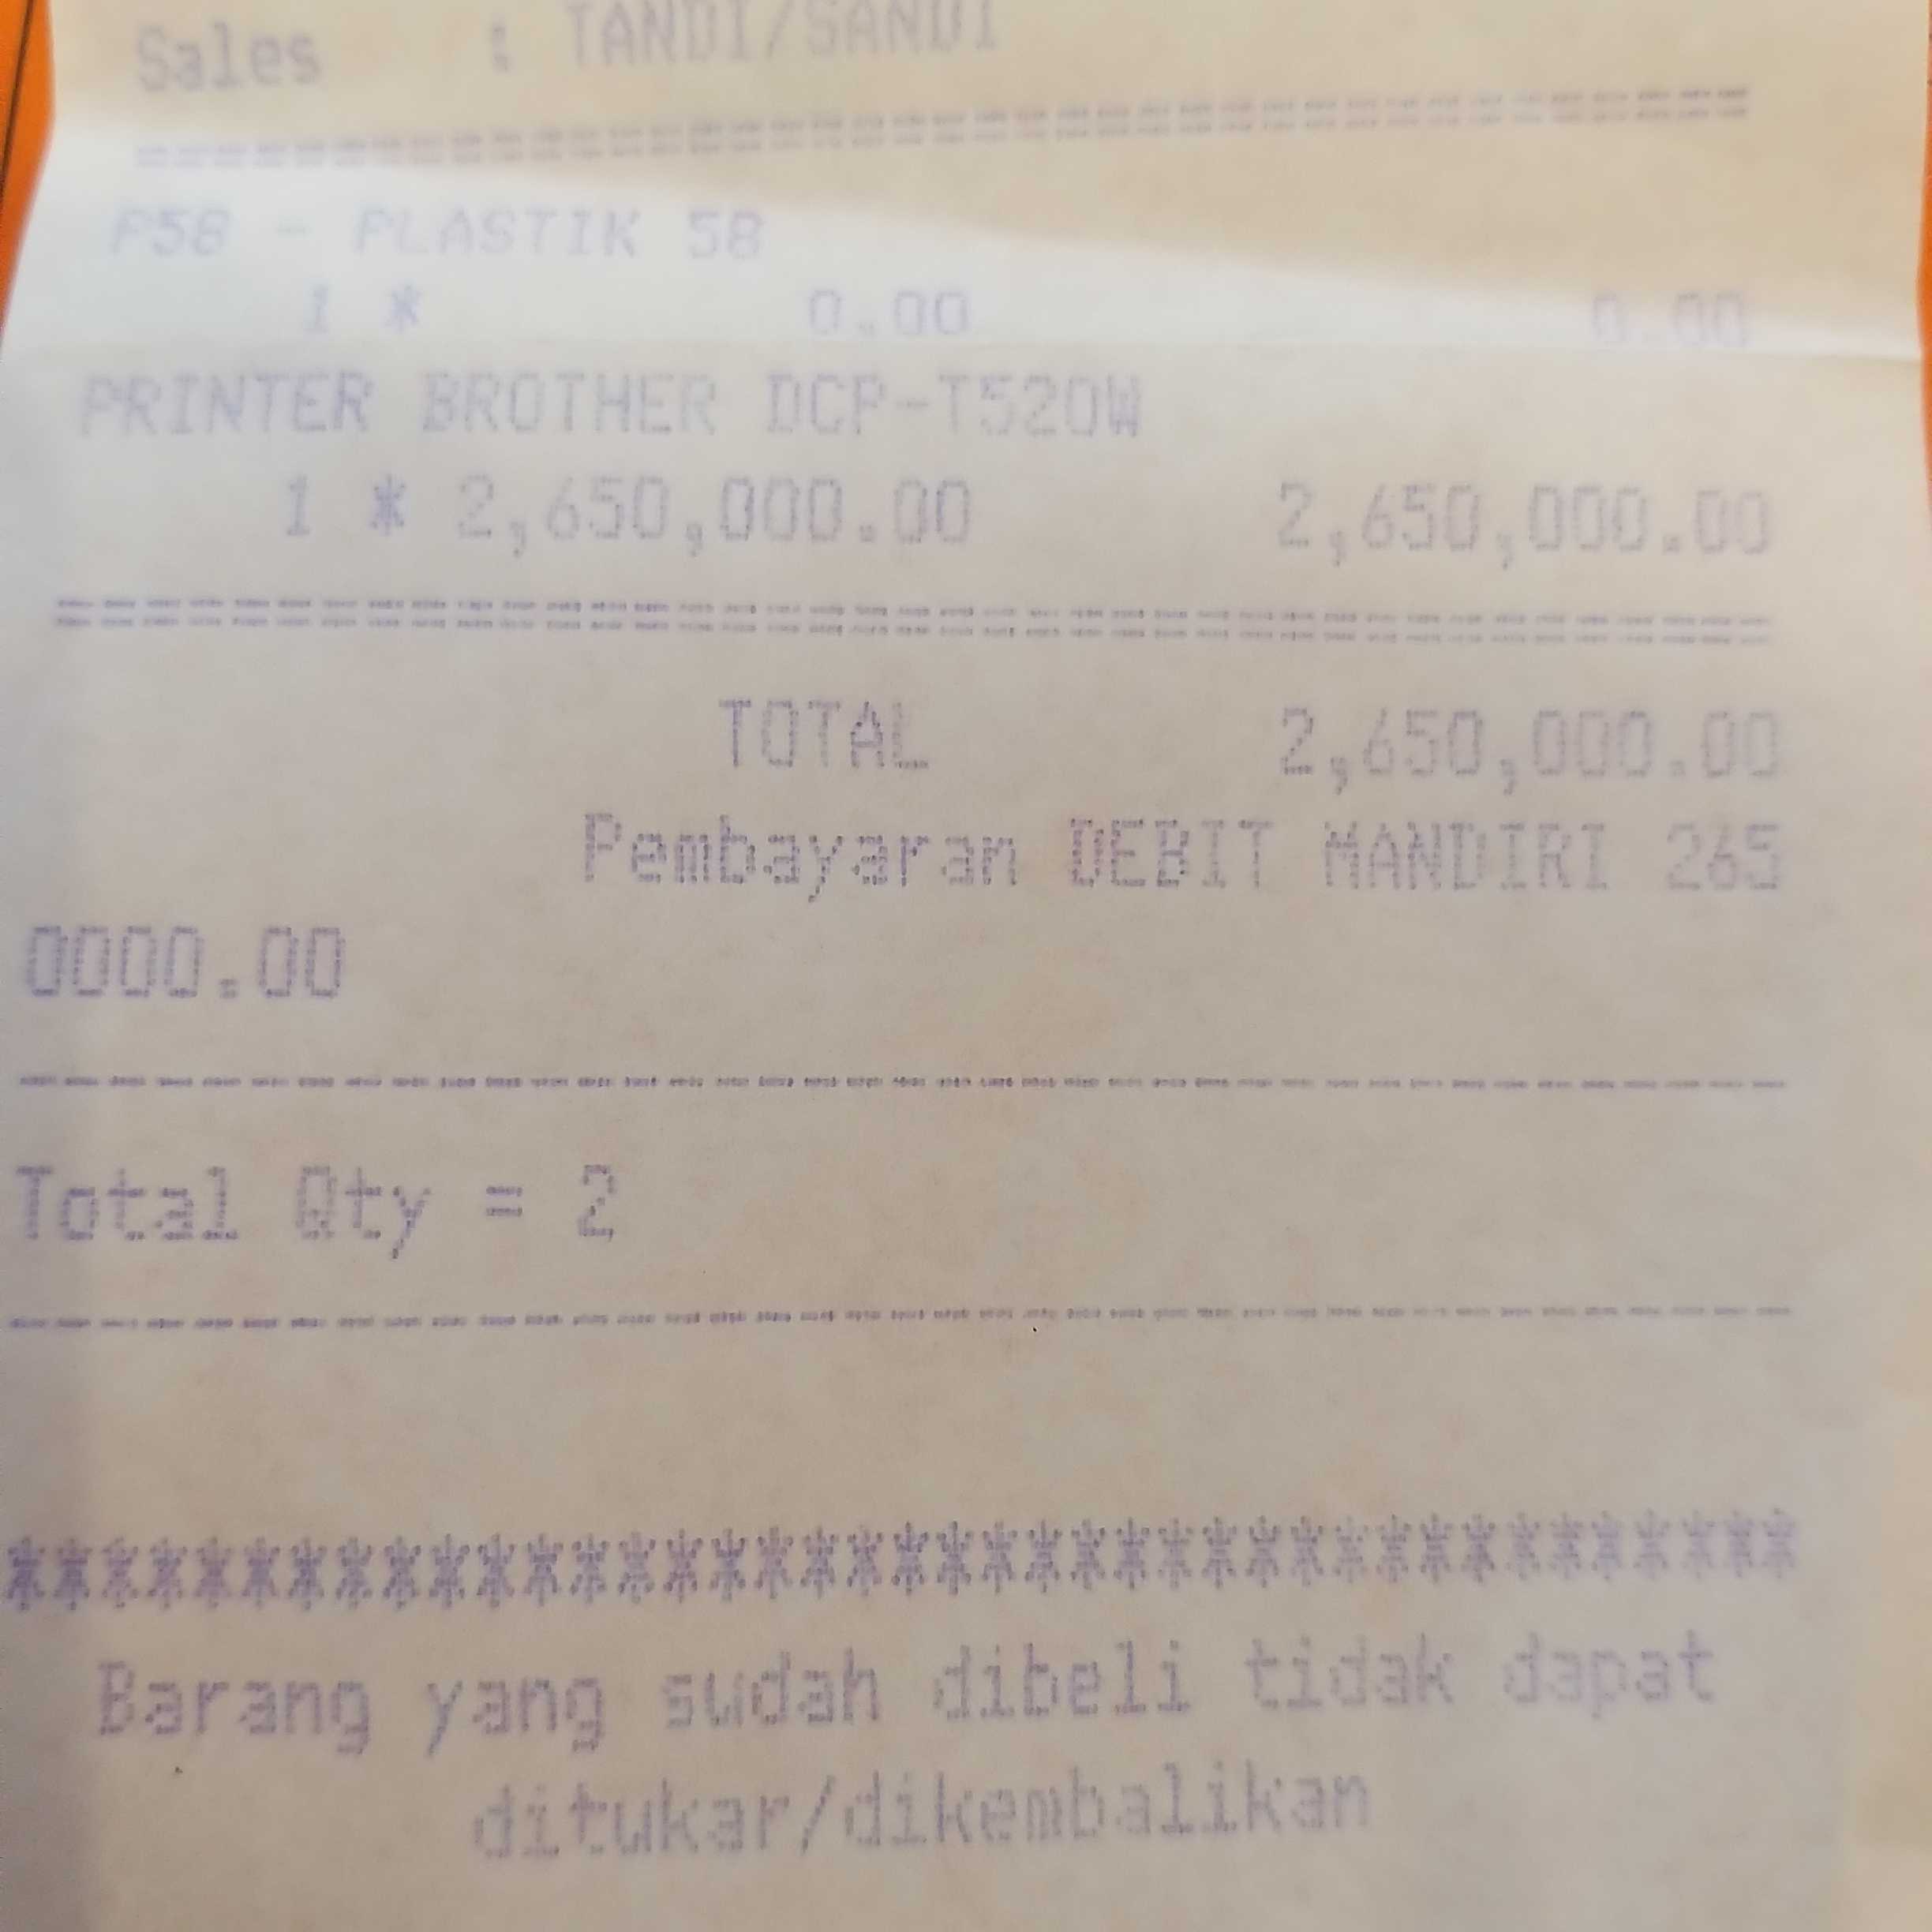 Sales : TANDI/SANDI
P58 - PLASTIK 58
1 * 0.00 0.00
PRINTER BROTHER DCP-T520W
1 * 2,650,000.00 2,650,000.00
TOTAL 2,650,000.00
Pembayaran DEBIT MANDIRI 265
0000.00
Total Qty = 2
***************************************
Barang yang sudah dibeli tidak dapat
ditukar/dikembalikan